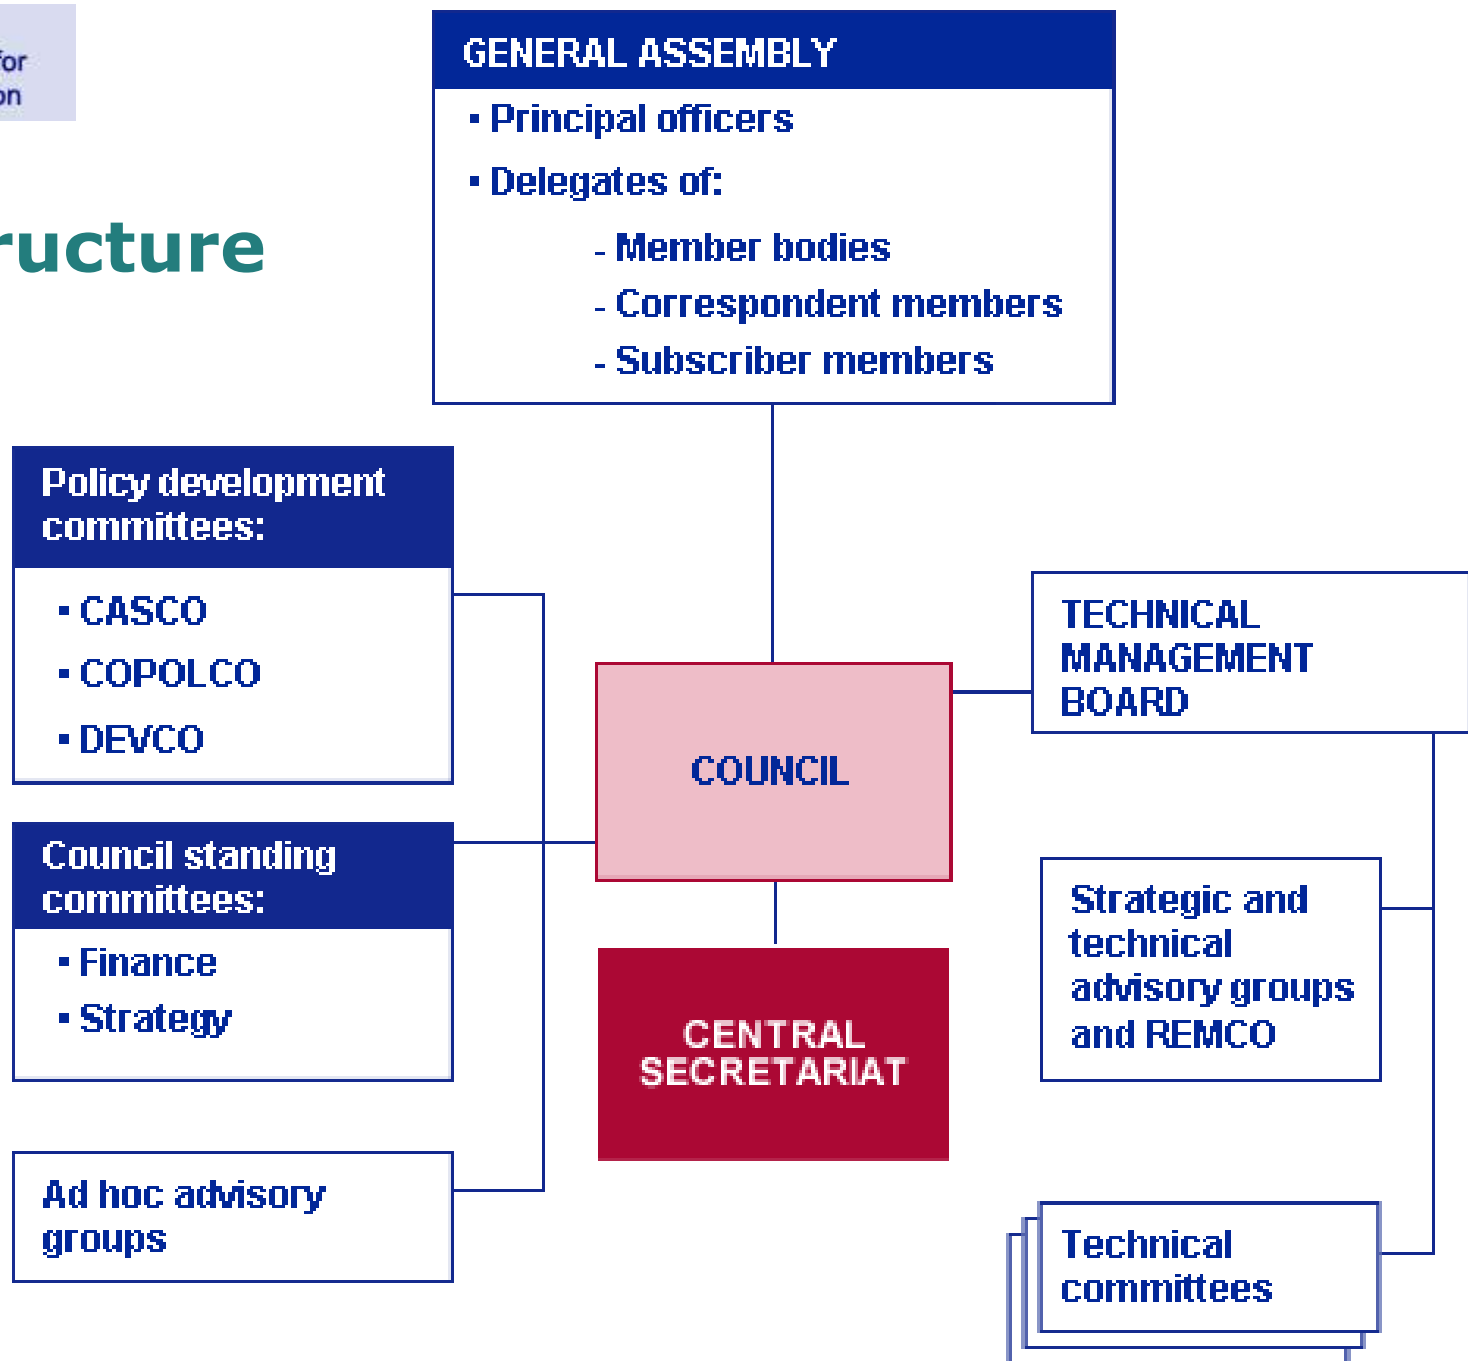 for
on
ructure
GENERAL ASSEMBLY
▪ Principal officers
▪ Delegates of:
- Member bodies
- Correspondent members
- Subscriber members
Policy development
committees:
▪ CASCO
▪ COPOLCO
▪ DEVCO
Council standing
committees:
▪ Finance
▪ Strategy
Ad hoc advisory
groups
COUNCIL
CENTRAL
SECRETARIAT
TECHNICAL
MANAGEMENT
BOARD
Strategic and
technical
advisory groups
and REMCO
Technical
committees